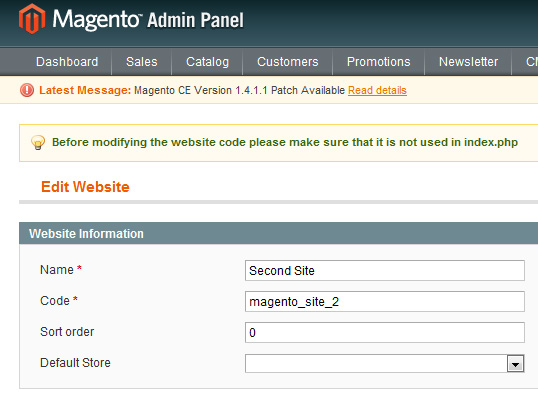 Magento Admin Panel
Dashboard Sales Catalog Customers Promotions Newsletter
Latest Message: Magento CE Version 1.4.1.1 Patch Available Read details
Before modifying the website code please make sure that it is not used in index.php
Edit Website
Website Information
Name * Second Site
Code * magento_site_2
Sort order 0
Default Store